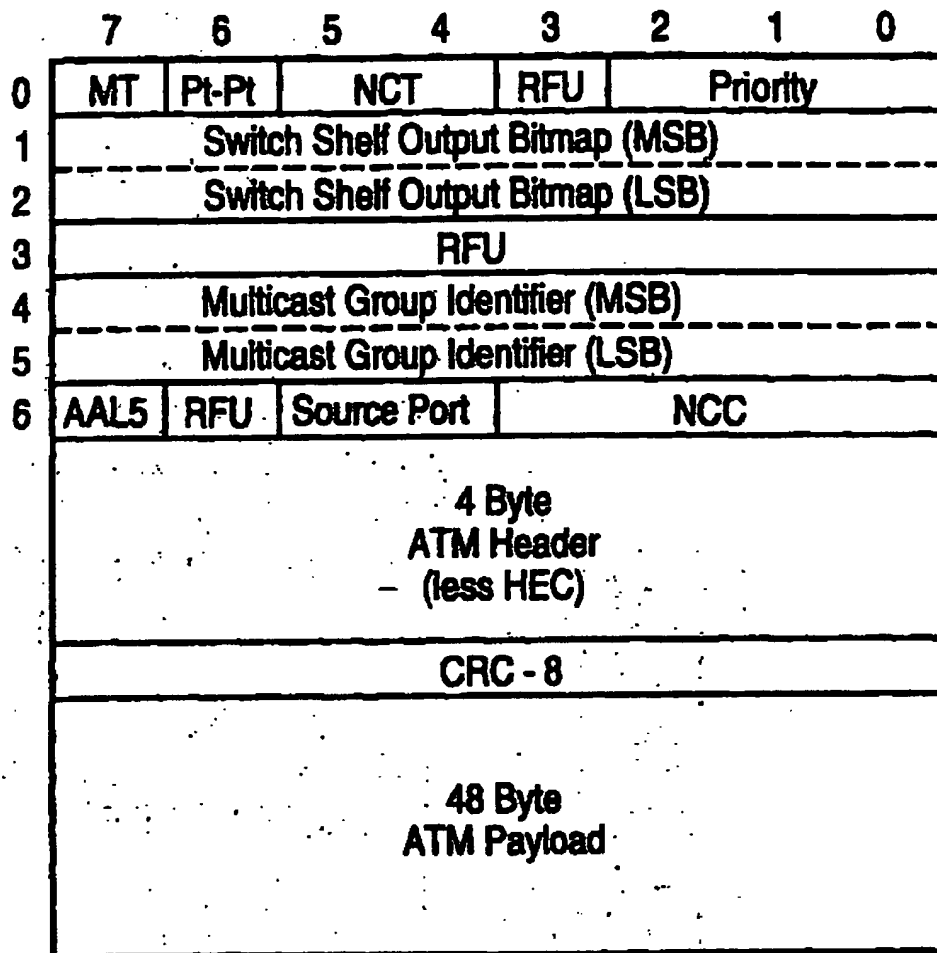 7 6 5 4 3 2 1 0
0 MT Pt-Pt NCT RFU Priority
1 Switch Shelf Output Bitmap (MSB)
2 Switch Shelf Output Bitmap (LSB)
3 RFU
4 Multicast Group Identifier (MSB)
5 Multicast Group Identifier (LSB)
6 AAL5 RFU Source Port NCC
4 Byte
ATM Header
(less HEC)
CRC - 8
48 Byte
ATM Payload